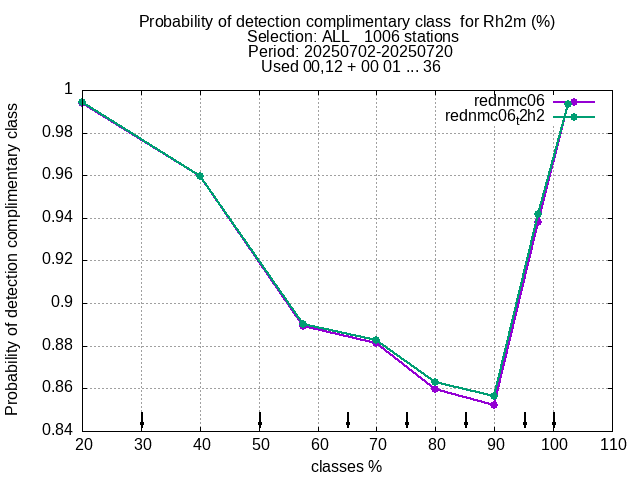 Probability of detection complimentary class  for Rh2m (%)
Selection: ALL   1006 stations
Period: 20250702-20250720
Used 00,12 + 00 01 ... 36
rednmc06
rednmc06t2h2
Probability of detection complimentary class
1
0.98
0.96
0.94
0.92
0.9
0.88
0.86
0.84
20 30 40 50 60 70 80 90 100 110
classes %